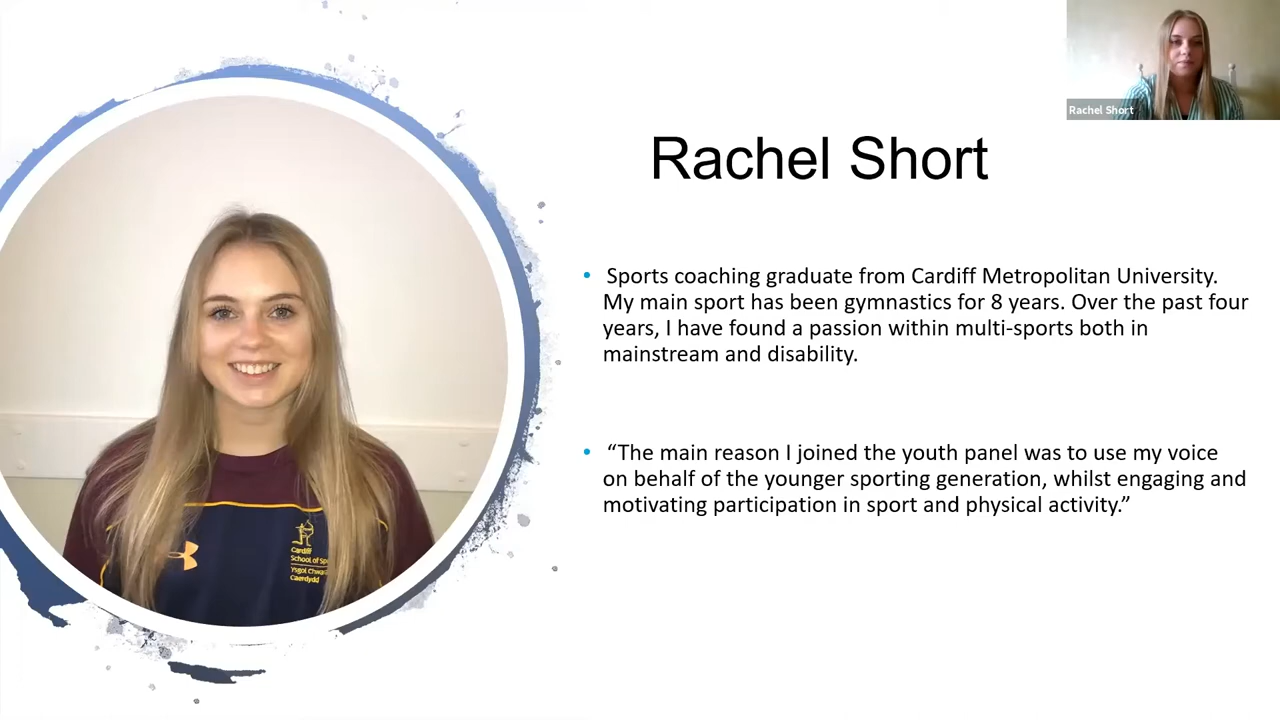 Rachel Short
Rachel Short
• Sports coaching graduate from Cardiff Metropolitan University.
My main sport has been gymnastics for 8 years. Over the past four
years, I have found a passion within multi-sports both in
mainstream and disability.
• “The main reason I joined the youth panel was to use my voice
on behalf of the younger sporting generation, whilst engaging and
motivating participation in sport and physical activity.”
Cardiff
School of Sp
Ysgol Chwa
Caerdydd